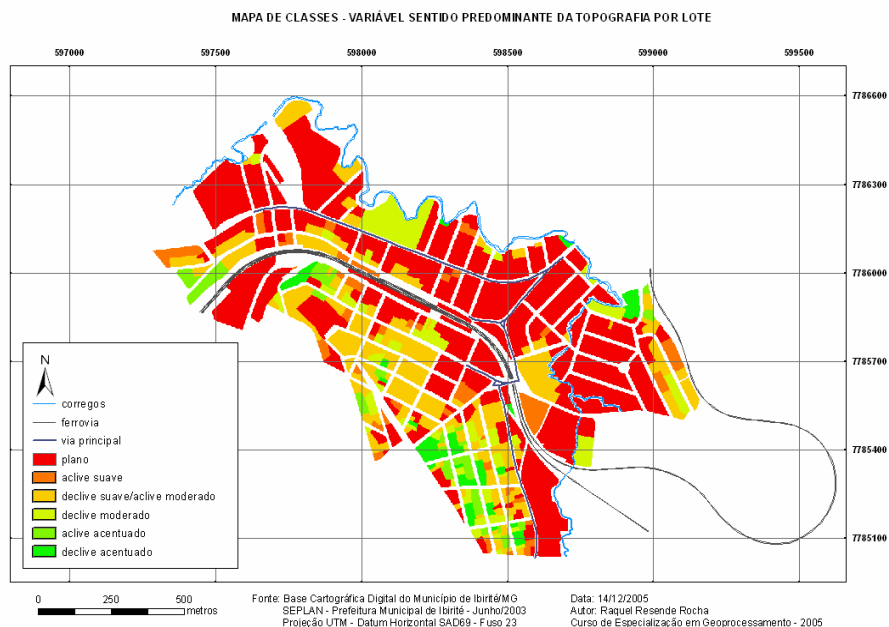 MAPA DE CLASSES - VARIÁVEL SENTIDO PREDOMINANTE DA TOPOGRAFIA POR LOTE
597000 597500 598000 598500 599000 599500
7786600
7786300
7786000
7785700
7785400
7785100
N
corregos
ferrovia
via principal
plano
aclive suave
declive suave/aclive moderado
declive moderado
aclive acentuado
declive acentuado
0 250 500
metros
Fonte: Base Cartográfica Digital do Município de Ibirité/MG
SEPLAN - Prefeitura Municipal de Ibirité - Junho/2003
Projeção UTM - Datum Horizontal SAD69 - Fuso 23
Data: 14/12/2005
Autor: Raquel Resende Rocha
Curso de Especialização em Geoprocessamento - 2005